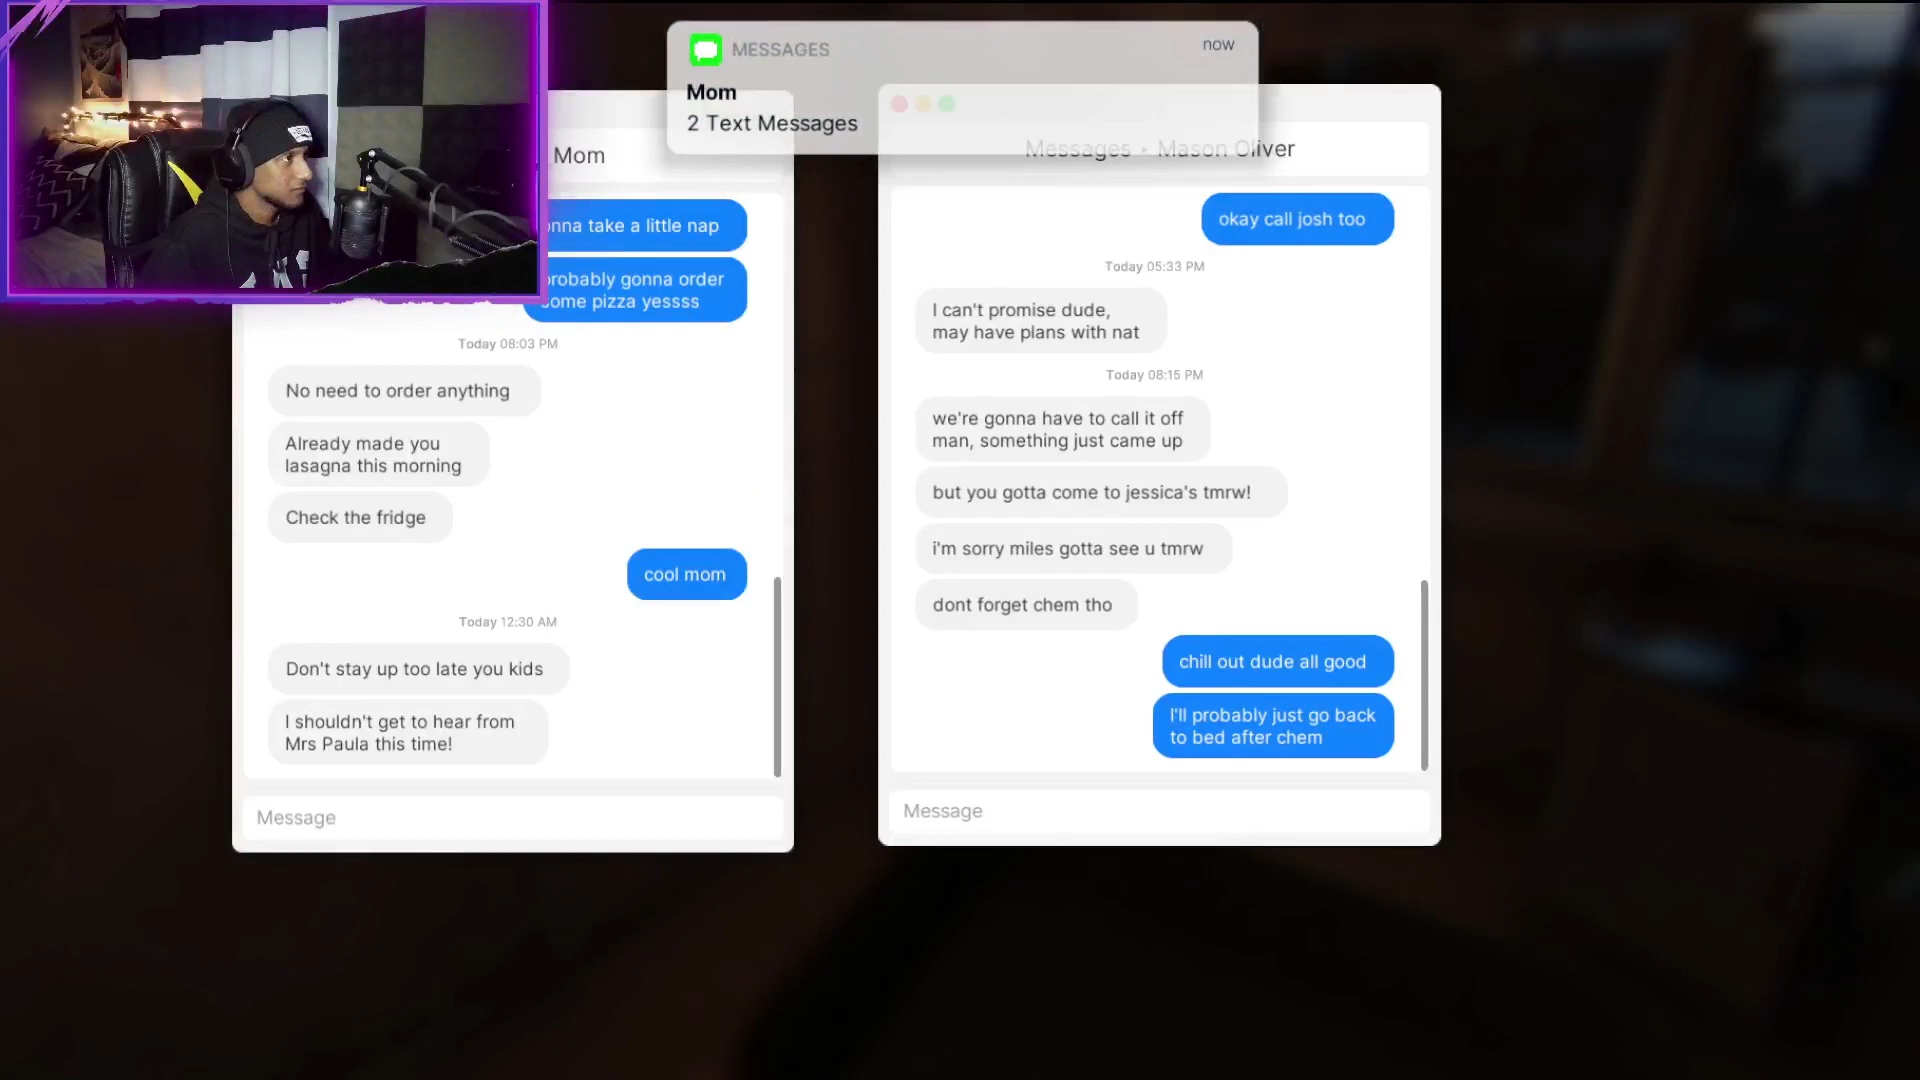 MESSAGES
now
Mom
2 Text Messages
Mom
nna take a little nap
probably gonna order
some pizza yessss
Today 08:03 PM
No need to order anything
Already made you
lasagna this morning
Check the fridge
cool mom
Today 12:30 AM
Don't stay up too late you kids
I shouldn't get to hear from
Mrs Paula this time!
Message
Messages • Mason Oliver
okay call josh too
Today 05:33 PM
I can't promise dude,
may have plans with nat
Today 08:15 PM
we're gonna have to call it off
man, something just came up
but you gotta come to jessica's tmrw!
i'm sorry miles gotta see u tmrw
dont forget chem tho
chill out dude all good
I'll probably just go back
to bed after chem
Message